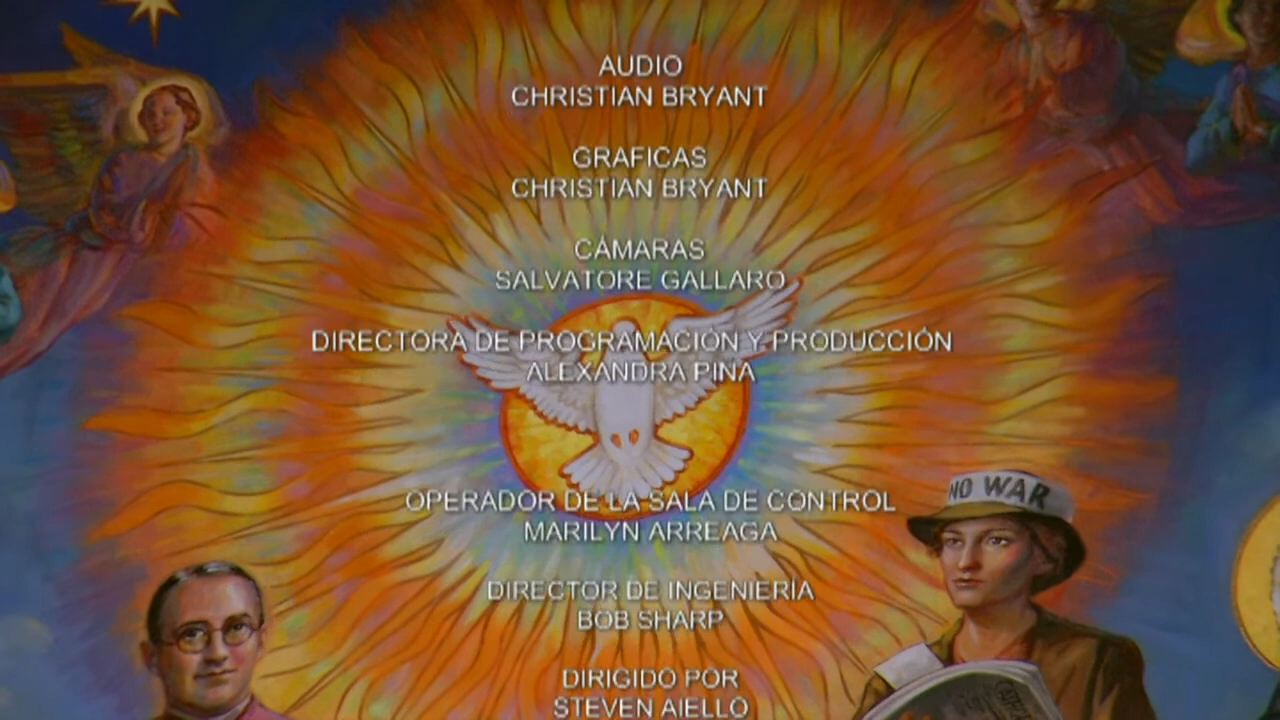 AUDIO
CHRISTIAN BRYANT
GRAFICAS
CHRISTIAN BRYANT
CÁMARAS
SALVATORE GALLARO
DIRECTORA DE PROGRAMACIÓN Y PRODUCCIÓN
ALEXANDRA PINA
OPERADOR DE LA SALA DE CONTROL
MARILYN ARREAGA
NO WAR
DIRECTOR DE INGENIERÍA
BOB SHARP
DIRIGIDO POR
STEVEN AIELLO